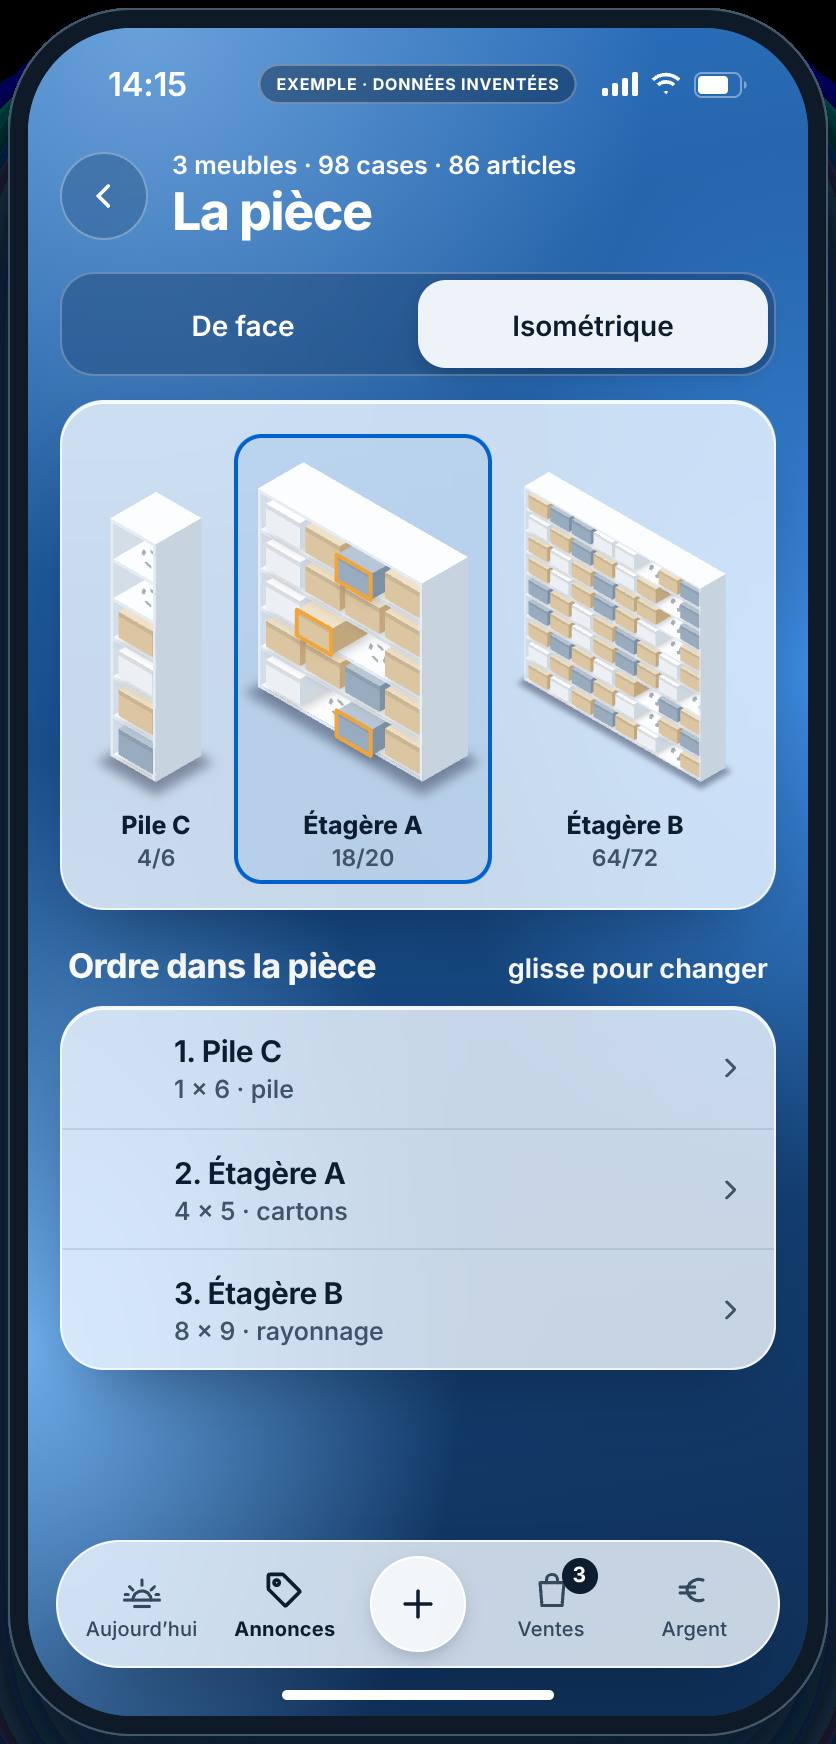 14:15
EXEMPLE · DONNÉES INVENTÉES
3 meubles · 98 cases · 86 articles
La pièce
De face
Isométrique
Pile C
4/6
Étagère A
18/20
Étagère B
64/72
Ordre dans la pièce
glisse pour changer
1. Pile C
1 × 6 · pile
2. Étagère A
4 × 5 · cartons
3. Étagère B
8 × 9 · rayonnage
Aujourd’hui
Annonces
3
Ventes
Argent